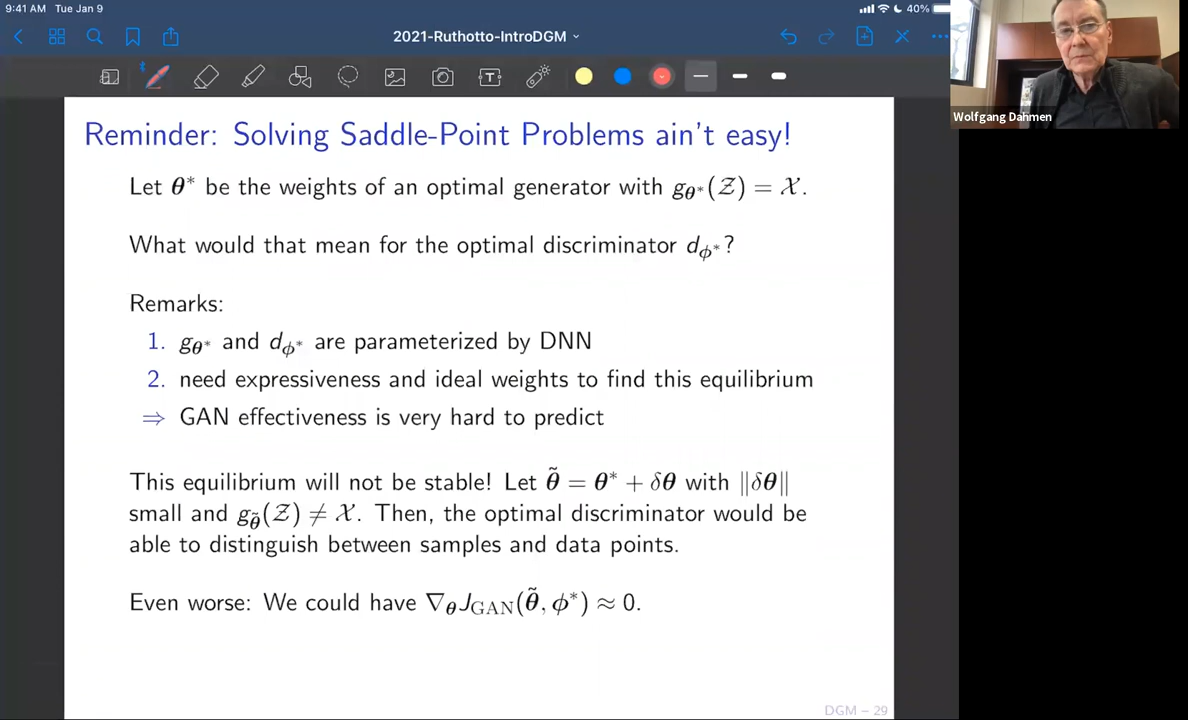 9:41 AM Tue Jan 9
40%
2021-Ruthotto-IntroDGM
T
Wolfgang Dahmen
Reminder: Solving Saddle-Point Problems ain't easy!
Let θ* be the weights of an optimal generator with g_θ*(𝒵) = 𝒳.
What would that mean for the optimal discriminator d_ϕ*?
Remarks:
1. g_θ* and d_ϕ* are parameterized by DNN
2. need expressiveness and ideal weights to find this equilibrium
⇒ GAN effectiveness is very hard to predict
This equilibrium will not be stable! Let θ̃ = θ* + δθ with ‖δθ‖
small and g_θ̃(𝒵) ≠ 𝒳. Then, the optimal discriminator would be
able to distinguish between samples and data points.
Even worse: We could have ∇_θ J_GAN(θ̃, ϕ*) ≈ 0.
DGM – 29